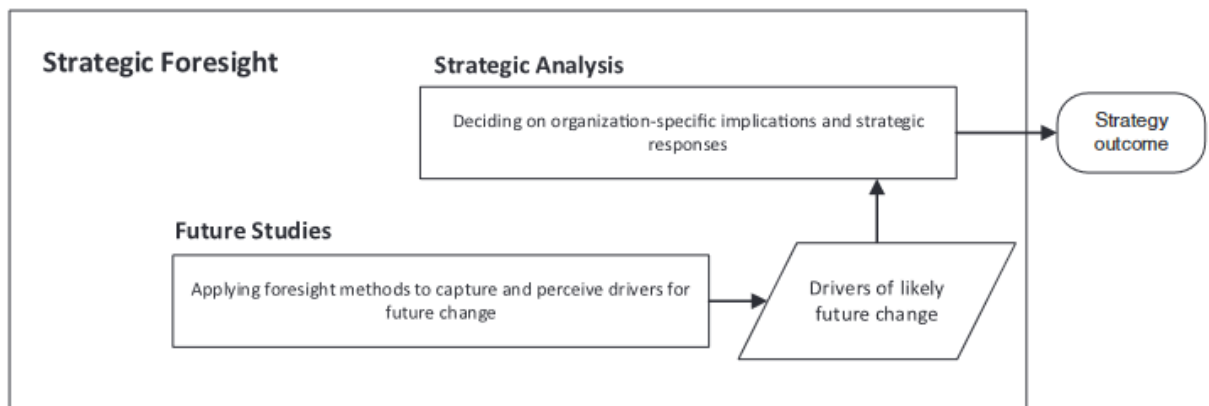 Strategic Foresight
Strategic Analysis
Deciding on organization-specific implications and strategic
responses
Strategy
outcome
Future Studies
Applying foresight methods to capture and perceive drivers for
future change
Drivers of likely
future change